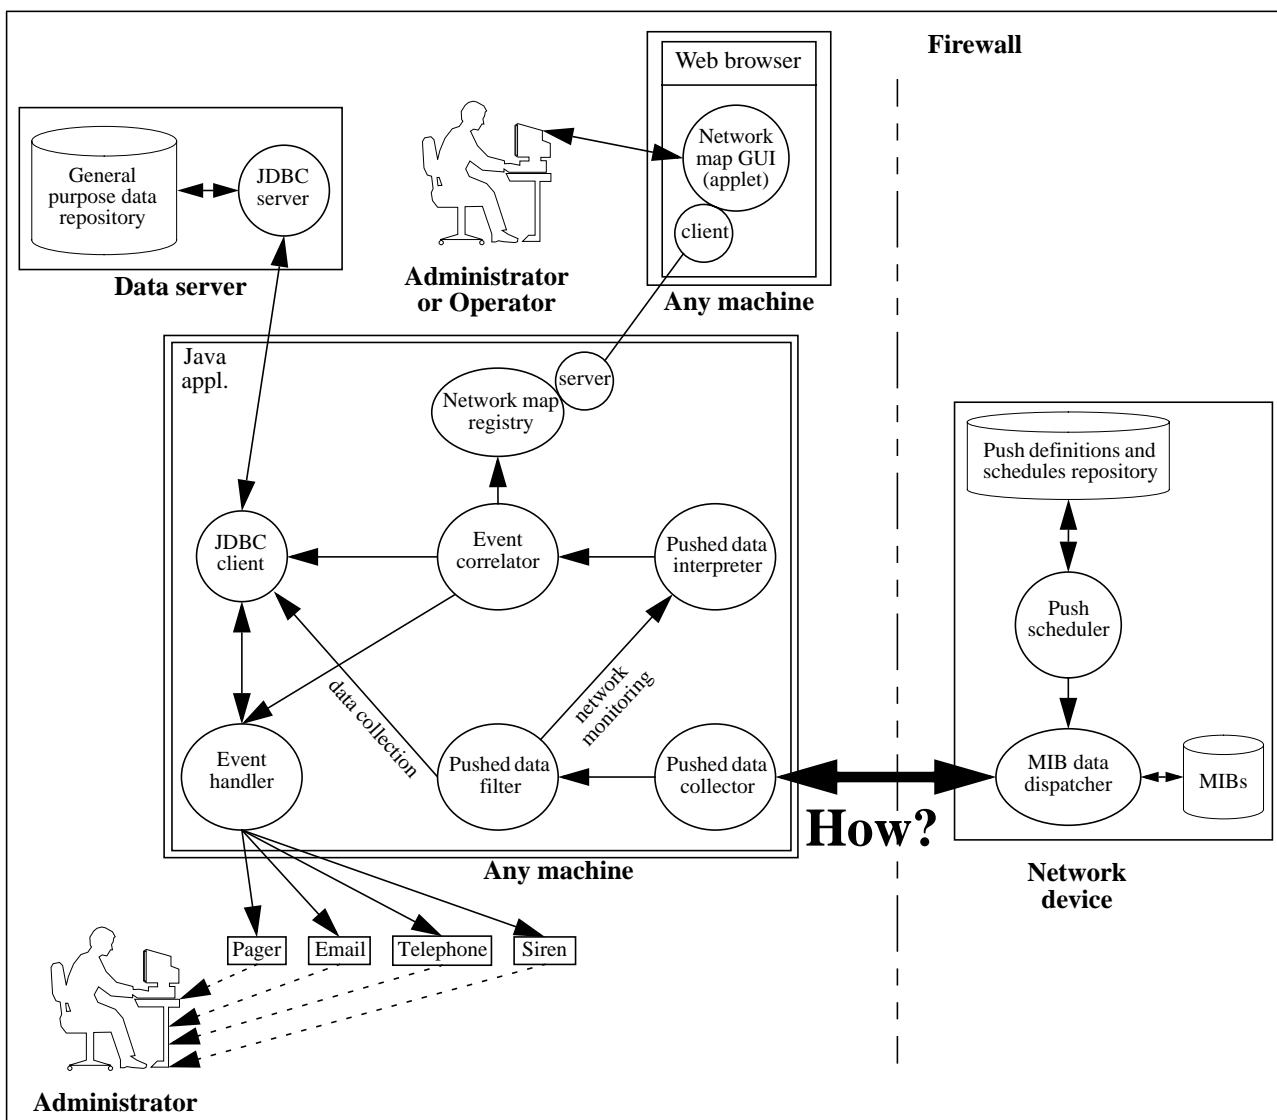 Firewall
Web browser
Network
map GUI
(applet)
client
General
purpose data
repository
JDBC
server
Data server
Administrator
or Operator
Any machine
Java
appl.
server
Network map
registry
Push definitions and
schedules repository
JDBC
client
Event
correlator
Pushed data
interpreter
Push
scheduler
data collection
network
monitoring
Event
handler
Pushed data
filter
Pushed data
collector
MIB data
dispatcher
MIBs
How?
Any machine
Network
device
Pager
Email
Telephone
Siren
Administrator